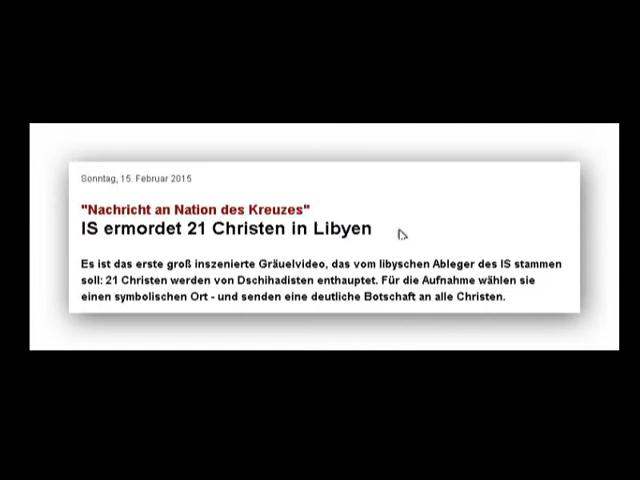 Sonntag, 15. Februar 2015
"Nachricht an Nation des Kreuzes"
IS ermordet 21 Christen in Libyen
Es ist das erste groß inszenierte Gräuelvideo, das vom libyschen Ableger des IS stammen
soll: 21 Christen werden von Dschihadisten enthauptet. Für die Aufnahme wählen sie
einen symbolischen Ort - und senden eine deutliche Botschaft an alle Christen.